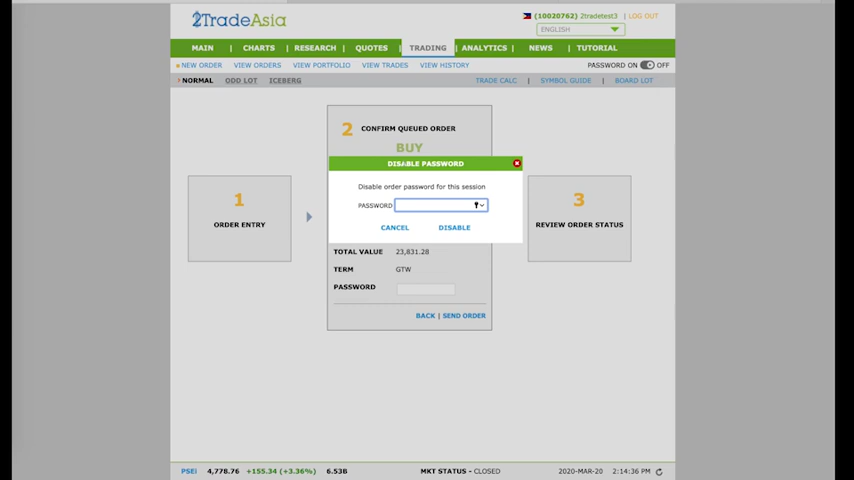 2TradeAsia
(10020762) 2tradetest3 | LOG OUT
ENGLISH
MAIN | CHARTS | RESEARCH | QUOTES | TRADING | ANALYTICS | NEWS | TUTORIAL
NEW ORDER VIEW ORDERS VIEW PORTFOLIO VIEW TRADES VIEW HISTORY PASSWORD ON OFF
NORMAL ODD LOT ICEBERG TRADE CALC | SYMBOL GUIDE | BOARD LOT
2 CONFIRM QUEUED ORDER
BUY
DISABLE PASSWORD
Disable order password for this session
PASSWORD
CANCEL DISABLE
1
ORDER ENTRY
3
REVIEW ORDER STATUS
TOTAL VALUE 23,831.28
TERM GTW
PASSWORD
BACK | SEND ORDER
PSEi 4,778.76 +155.34 (+3.36%) 6.53B MKT STATUS - CLOSED 2020-MAR-20 2:14:36 PM